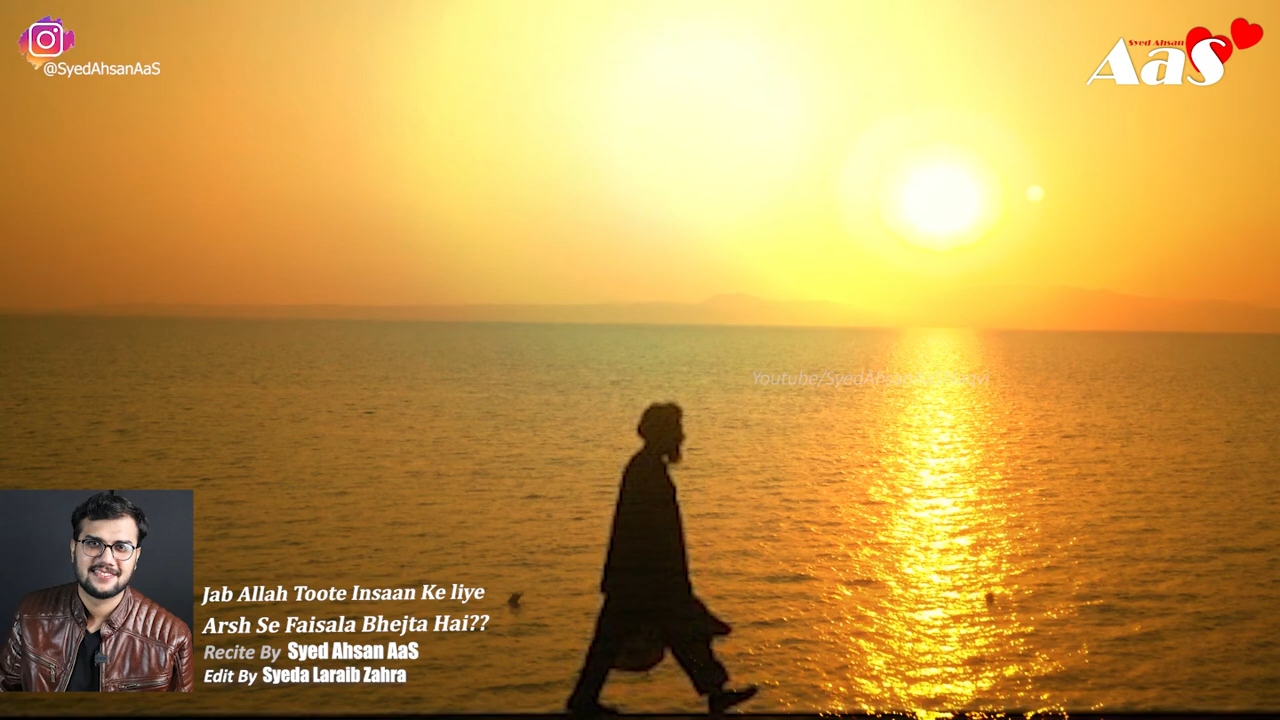 @SyedAhsanAaS
Syed Ahsan
AaS
Jab Allah Toote Insaan Ke liye
Arsh Se Faisala Bhejta Hai??
Recite By Syed Ahsan AaS
Edit By Syeda Laraib Zahra